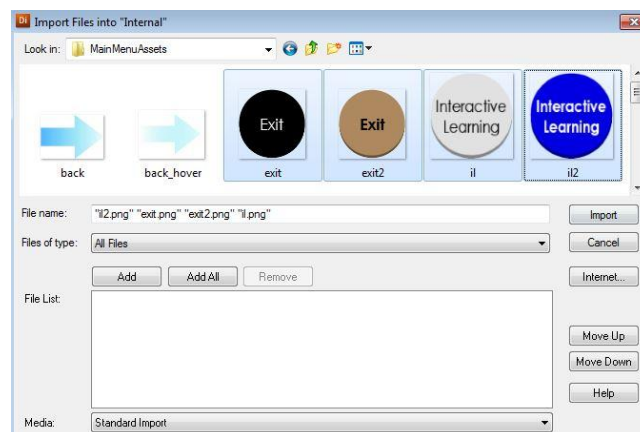 Di Import Files into "Internal"
Look in: MainMenuAssets
Exit
Exit
Interactive Learning
Interactive Learning
back back_hover exit exit2 il il2
File name: "il2.png" "exit.png" "exit2.png" "il.png" Import
Files of type: All Files Cancel
Add Add All Remove Internet...
File List:
Move Up
Move Down
Help
Media: Standard Import